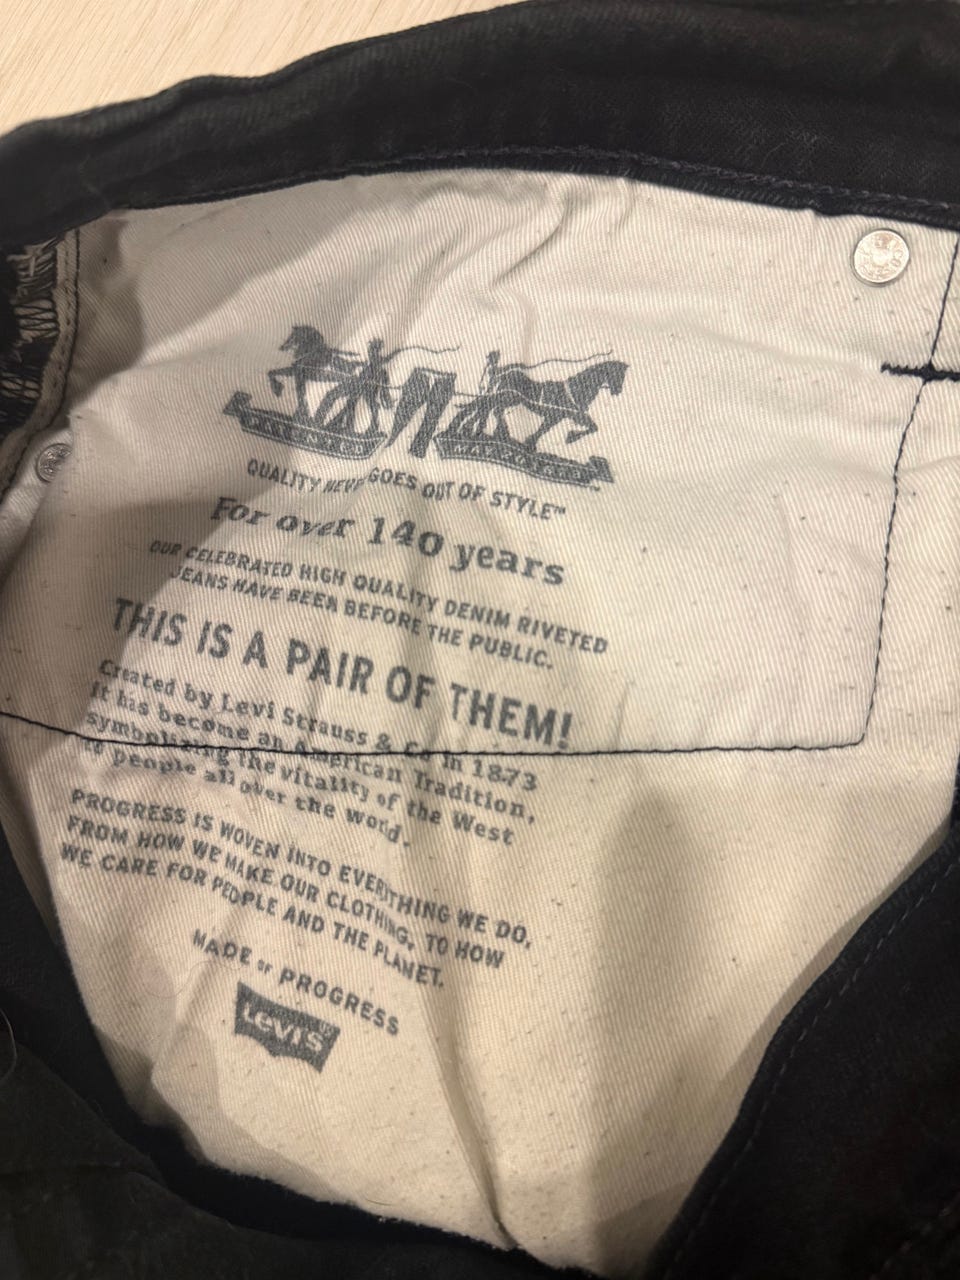 QUALITY NEVER GOES OUT OF STYLE™
For over 140 years
OUR CELEBRATED HIGH QUALITY DENIM RIVETED
JEANS HAVE BEEN BEFORE THE PUBLIC.
THIS IS A PAIR OF THEM!
Created by Levi Strauss & Co in 1873
It has become an American Tradition,
symbolizing the vitality of the West
to people all over the world.
PROGRESS IS WOVEN INTO EVERYTHING WE DO,
FROM HOW WE MAKE OUR CLOTHING, TO HOW
WE CARE FOR PEOPLE AND THE PLANET.
MADE OF PROGRESS
Levi's